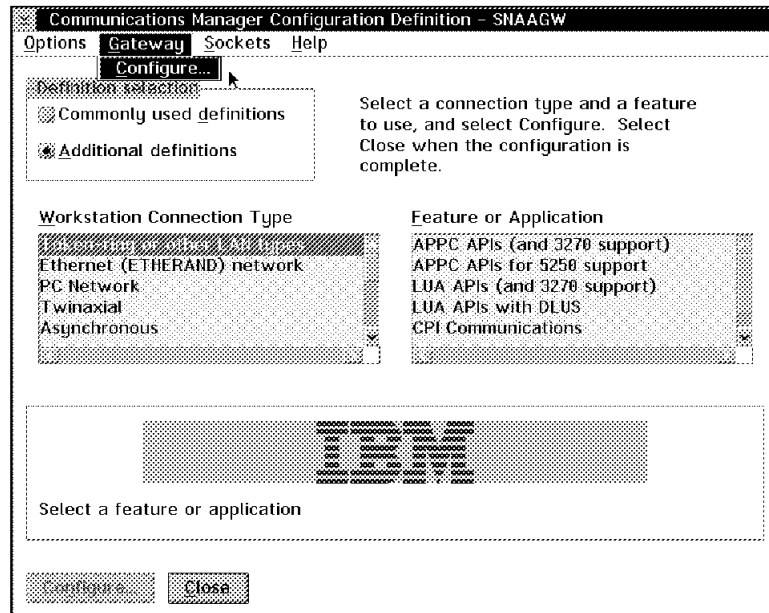 Communications Manager Configuration Definition - SNAAGW
Options Gateway Sockets Help
Configure...
Definition selection
Commonly used definitions
Additional definitions
Select a connection type and a feature
to use, and select Configure. Select
Close when the configuration is
complete.
Workstation Connection Type
Token-ring or other LAN types
Ethernet (ETHERAND) network
PC Network
Twinaxial
Asynchronous
Feature or Application
APPC APIs (and 3270 support)
APPC APIs for 5250 support
LUA APIs (and 3270 support)
LUA APIs with DLUS
CPI Communications
IBM
Select a feature or application
Configure... Close